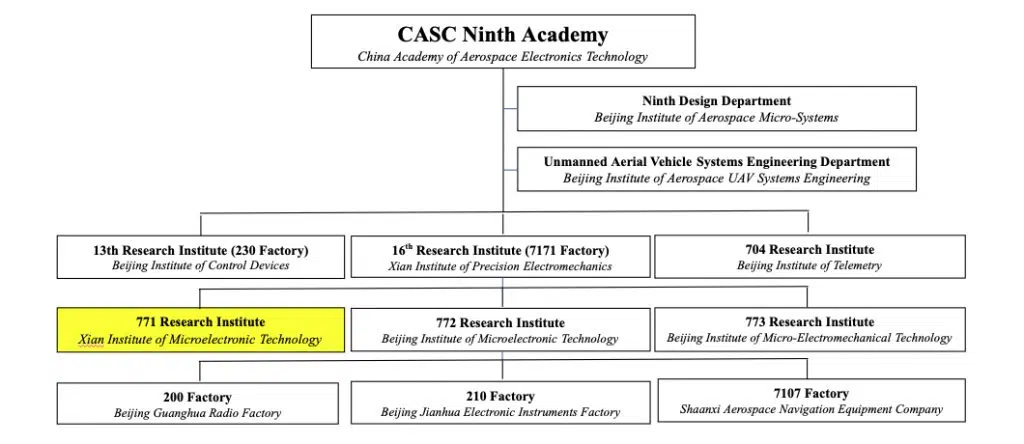 CASC Ninth Academy
China Academy of Aerospace Electronics Technology
Ninth Design Department
Beijing Institute of Aerospace Micro-Systems
Unmanned Aerial Vehicle Systems Engineering Department
Beijing Institute of Aerospace UAV Systems Engineering
13th Research Institute (230 Factory)
Beijing Institute of Control Devices
16th Research Institute (7171 Factory)
Xian Institute of Precision Electromechanics
704 Research Institute
Beijing Institute of Telemetry
771 Research Institute
Xian Institute of Microelectronic Technology
772 Research Institute
Beijing Institute of Microelectronic Technology
773 Research Institute
Beijing Institute of Micro-Electromechanical Technology
200 Factory
Beijing Guanghua Radio Factory
210 Factory
Beijing Jianhua Electronic Instruments Factory
7107 Factory
Shaanxi Aerospace Navigation Equipment Company